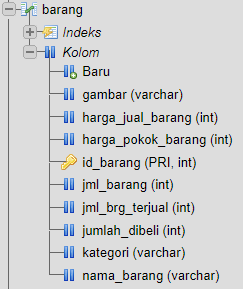 barang
Indeks
Kolom
Baru
gambar (varchar)
harga_jual_barang (int)
harga_pokok_barang (int)
id_barang (PRI, int)
jml_barang (int)
jml_brg_terjual (int)
jumlah_dibeli (int)
kategori (varchar)
nama_barang (varchar)